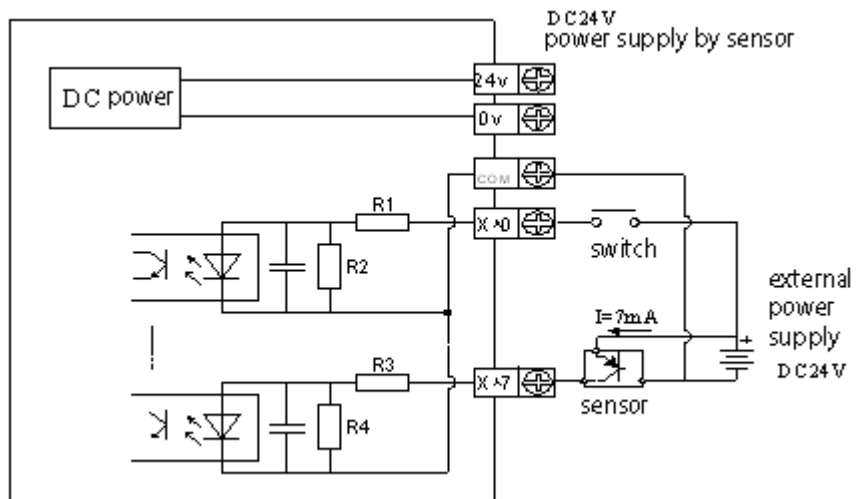 DC24V
power supply by sensor
24v
DC power
0v
COM
R1
X^0
R2
switch
external
power
supply
DC24V
I=7mA
+
R3
X^7
R4
sensor